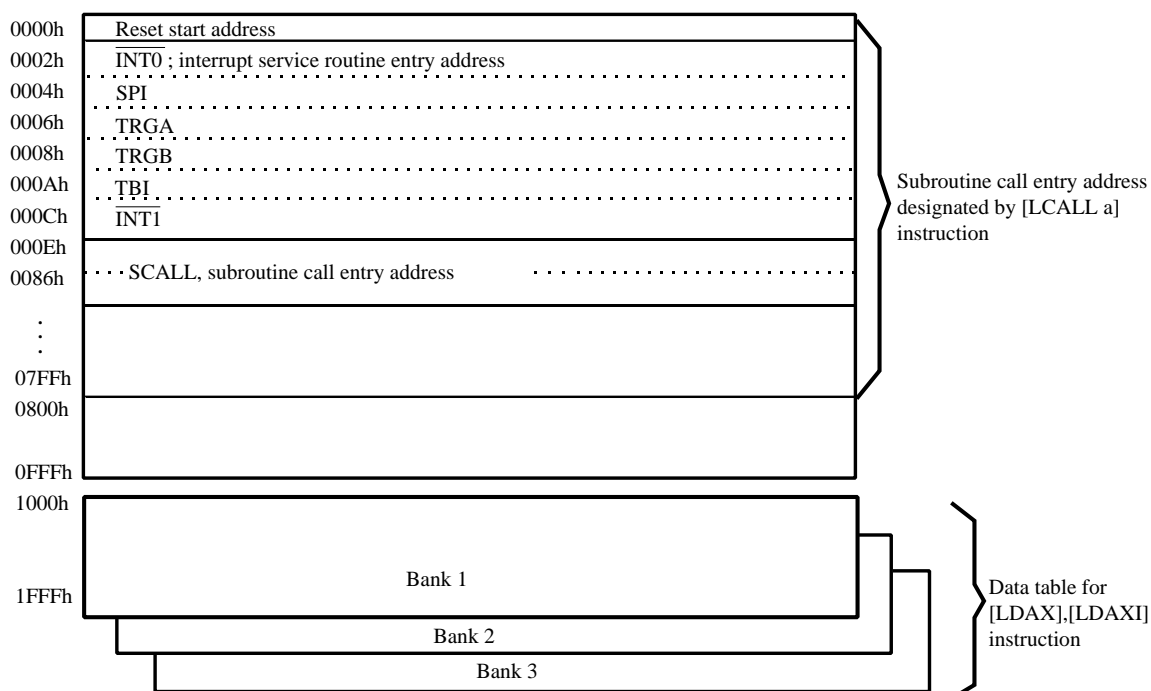 0000h Reset start address
0002h INT0 ; interrupt service routine entry address
0004h SPI
0006h TRGA
0008h TRGB
000Ah TBI
000Ch INT1
000Eh
0086h SCALL, subroutine call entry address
07FFh
0800h
0FFFh
Subroutine call entry address
designated by [LCALL a]
instruction
1000h
Bank 1
1FFFh
Bank 2
Bank 3
Data table for
[LDAX],[LDAXI]
instruction